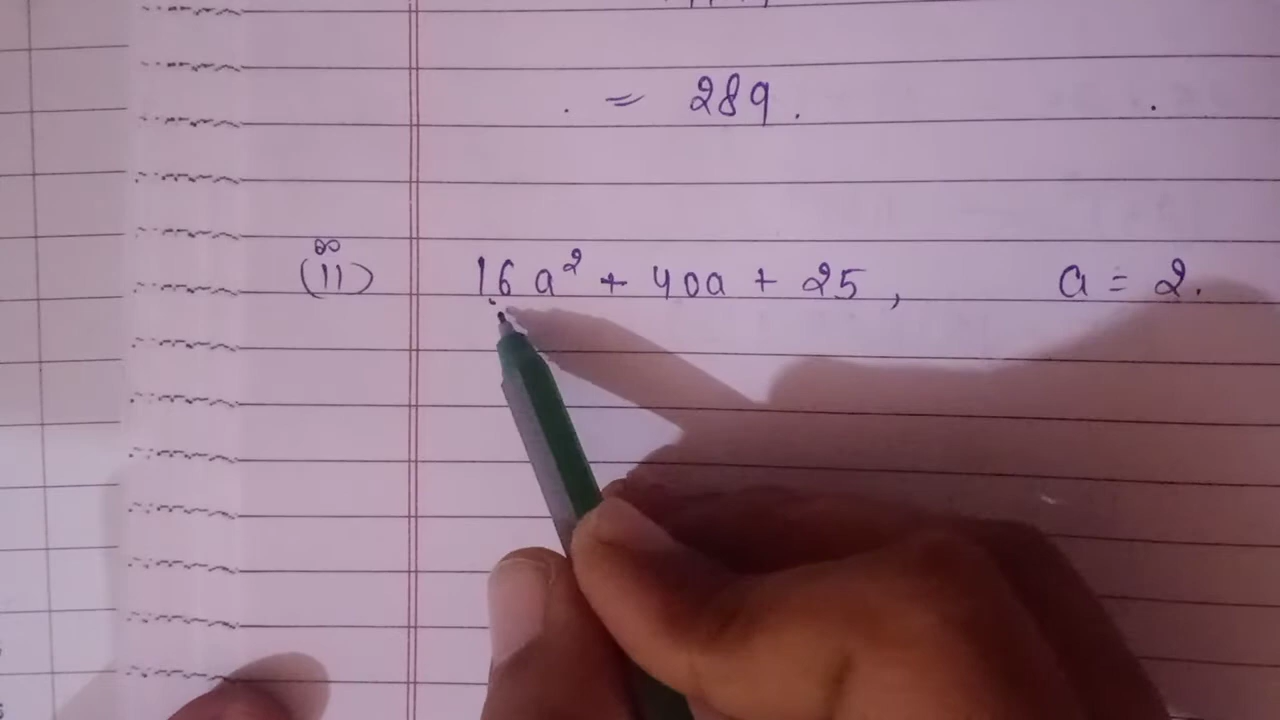 = 289.
(ii) 16a² + 40a + 25, a = 2.